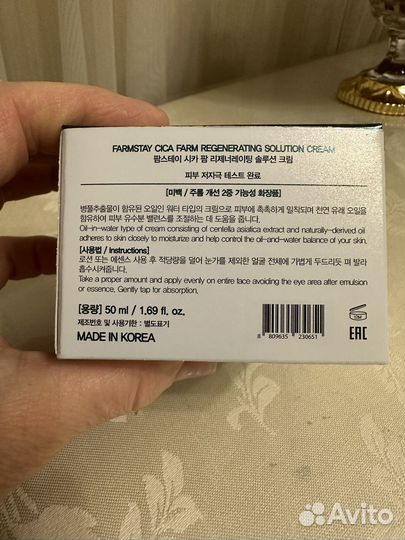 FARMSTAY CICA FARM REGENERATING SOLUTION CREAM
팜스테이 시카 팜 리제너레이팅 솔루션 크림
피부 저자극 테스트 완료
[미백 / 주름 개선 2중 기능성 화장품]
병풀추출물이 함유된 오일인 워터 타입의 크림으로 피부에 촉촉하게 밀착되며 천연 유래 오일을
함유하여 피부 유수분 밸런스를 조절하는 데 도움을 줍니다.
Oil-in-water type of cream consisting of centella asiatica extract and naturally-derived oil
adheres to skin closely to moisturize and help control the oil-and-water balance of your skin.
[사용법 / Instructions]
로션 또는 에센스 사용 후 적당량을 덜어 눈가를 제외한 얼굴 전체에 가볍게 두드리듯 펴 발라
흡수시켜줍니다.
Take a proper amount and apply evenly on entire face avoiding the eye area after emulsion
or essence. Gently tap for absorption.
[용량] 50 ml / 1.69 fl. oz.
제조번호 및 사용기한 : 별도표기
MADE IN KOREA
8 809635 230651
12M
EAC
Avito